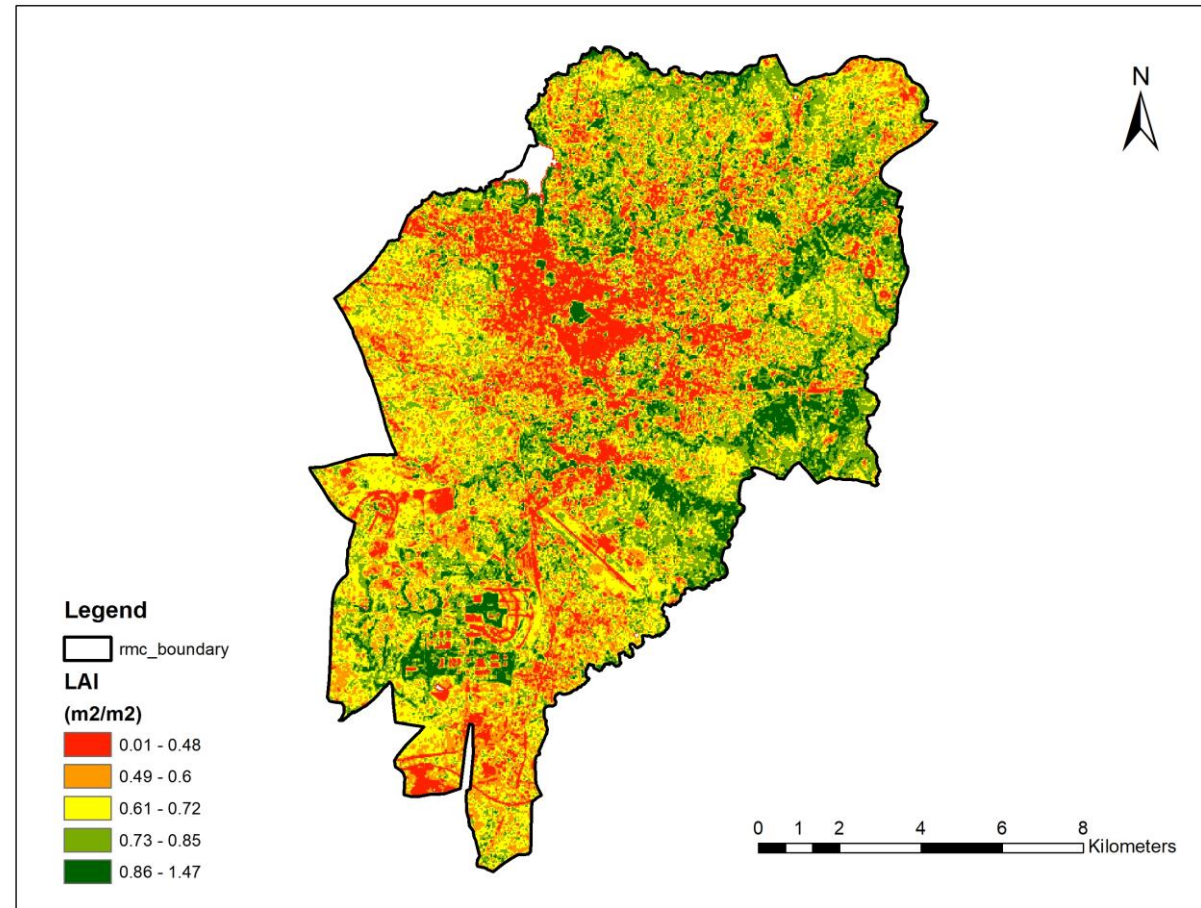 N
Legend
rmc_boundary
LAI
(m2/m2)
0.01 - 0.48
0.49 - 0.6
0.61 - 0.72
0.73 - 0.85
0.86 - 1.47
0 1 2 4 6 8
Kilometers